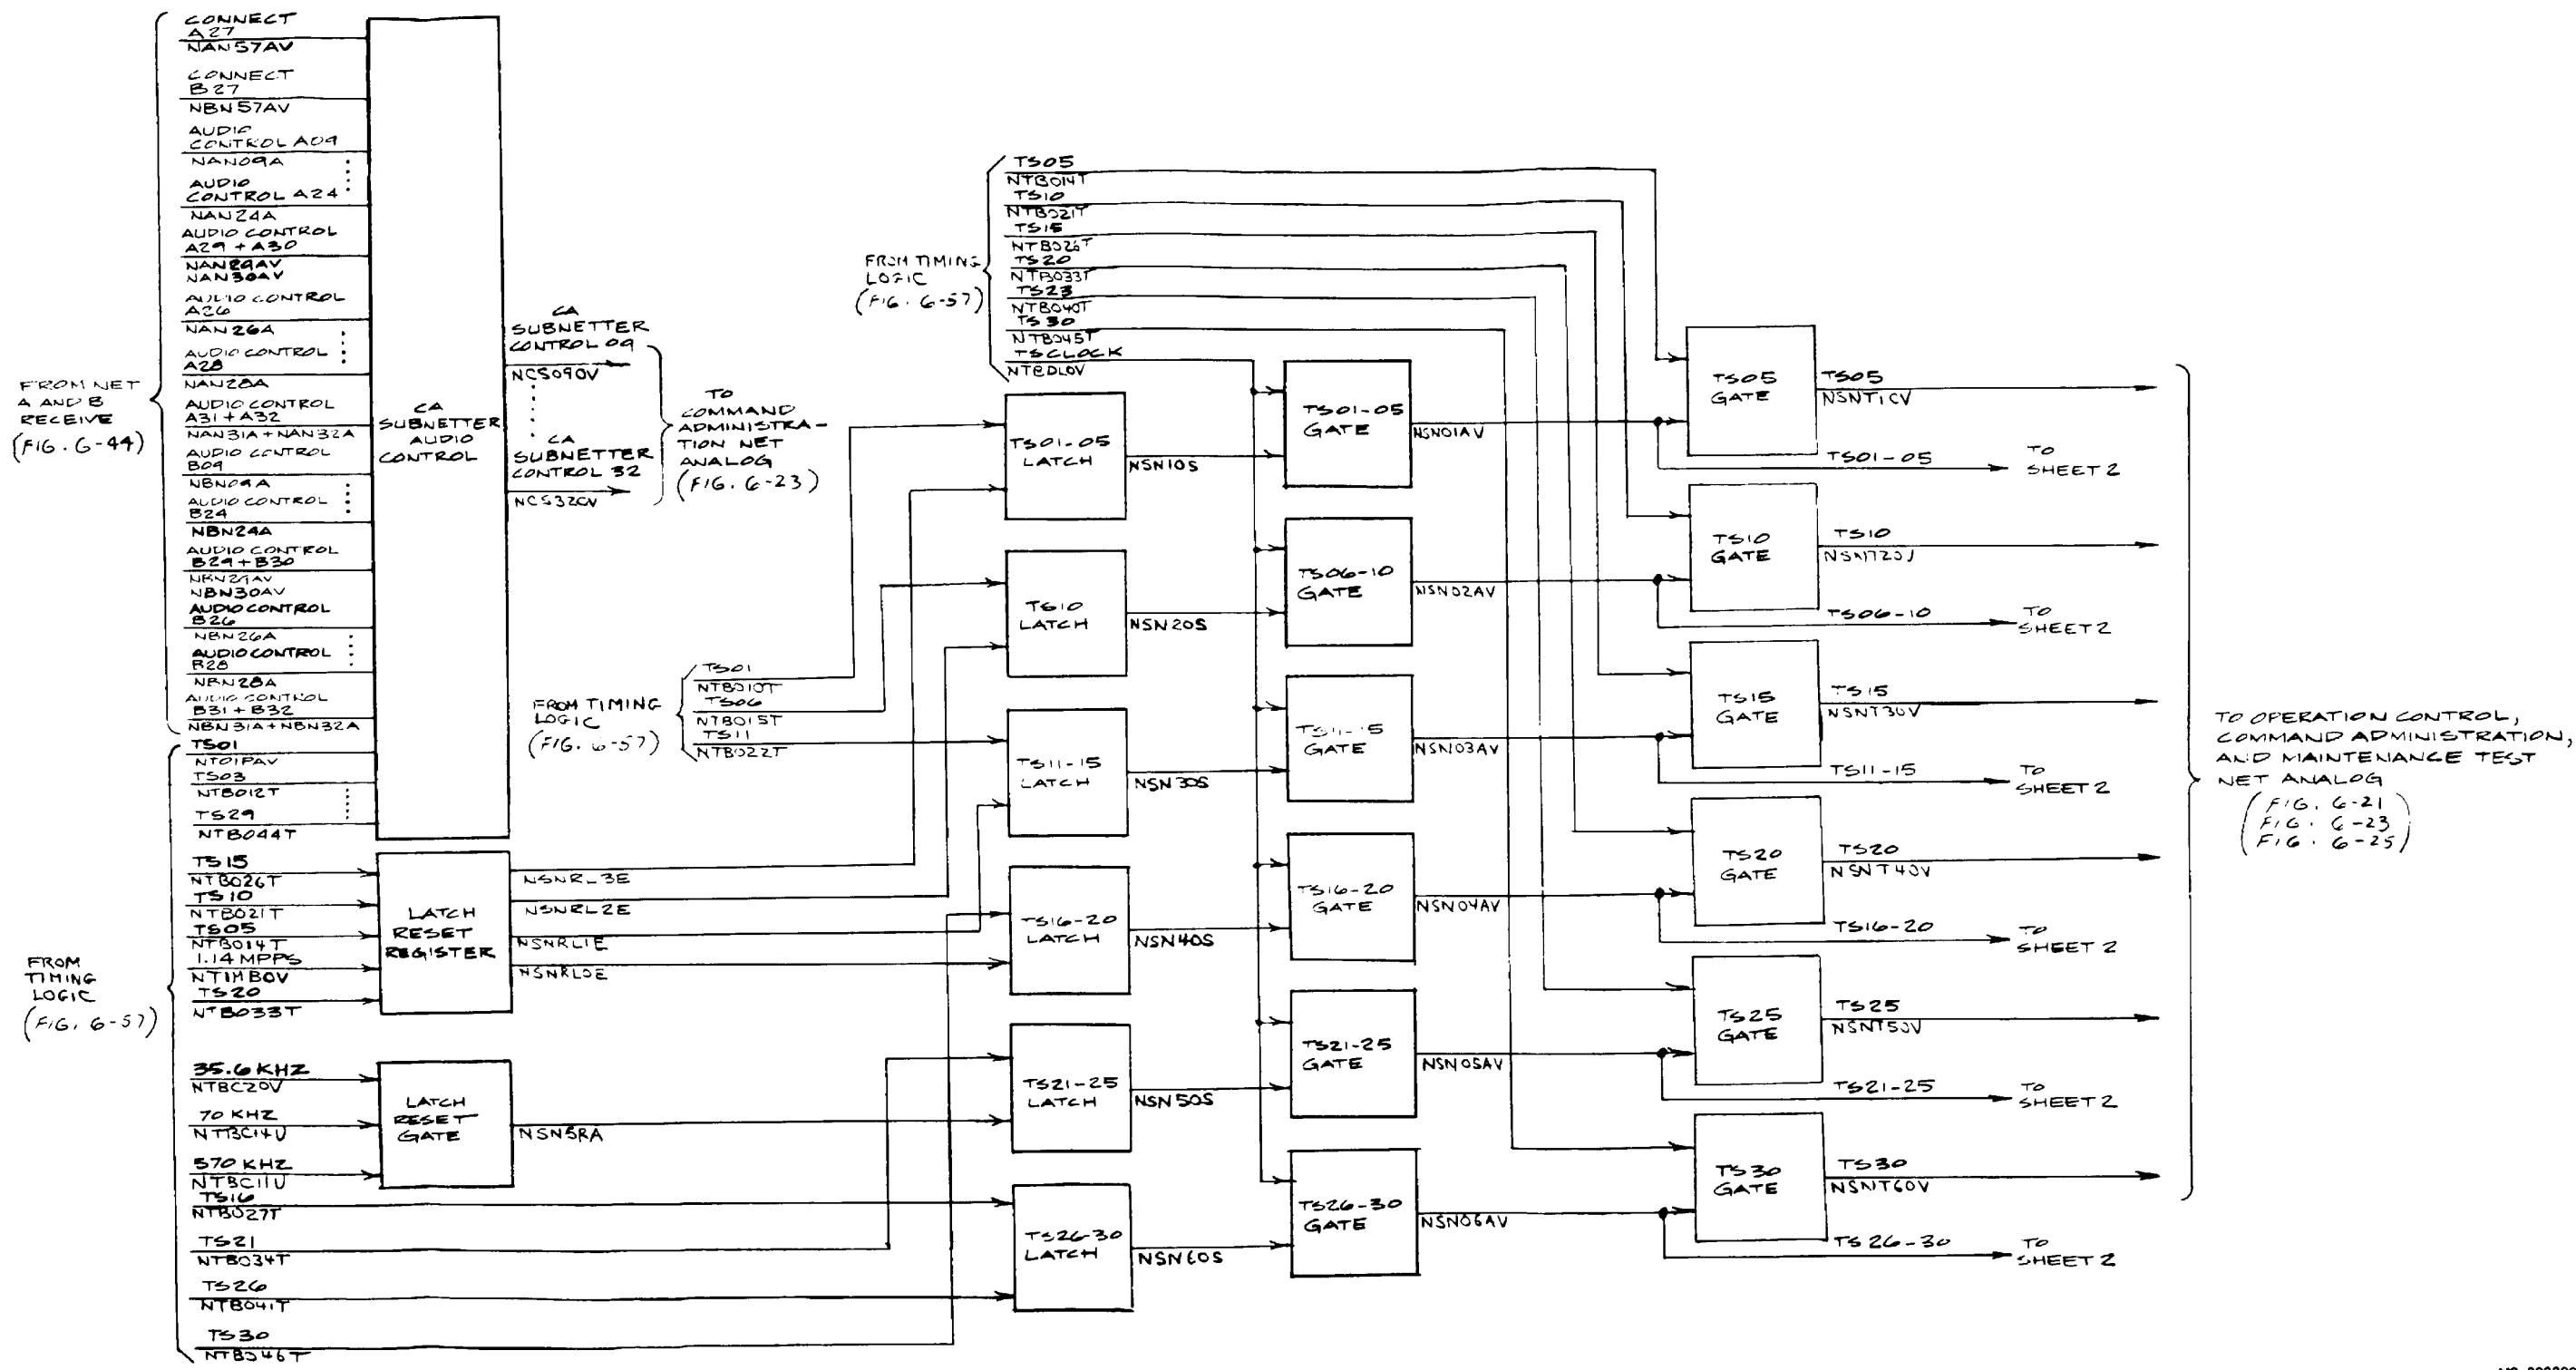 CONNECT
A27
NAN57AV
CONNECT
B27
NBN57AV
AUDIO
CONTROL A09
NAN09A
AUDIO
CONTROL A24
NAN24A
AUDIO CONTROL
A29 + A30
NAN29AV
NAN30AV
AUDIO CONTROL
A26
NAN26A
AUDIO CONTROL
A28
NAN28A
AUDIO CONTROL
A31 + A32
NAN31A + NAN32A
AUDIO CONTROL
B09
NBN09A
AUDIO CONTROL
B24
NBN24A
AUDIO CONTROL
B29 + B30
NBN29AV
NBN30AV
AUDIO CONTROL
B26
NBN26A
AUDIO CONTROL
B28
NBN28A
AUDIO CONTROL
B31 + B32
NBN31A + NBN32A
FROM NET
A AND B
RECEIVE
(FIG. 6-44)
TS01
NT01PAV
TS03
NTB012T
TS29
NTB044T
TS15
NTB026T
TS10
NTB021T
TS05
NTB014T
1.14 MPPS
NT1MB0V
TS20
NTB033T
35.6 KHZ
NTBC20V
70 KHZ
570 KHZ
TS16
NTB027T
TS21
NTB034T
TS26
NTB041T
TS30
NTB046T
FROM
TIMING
LOGIC
(FIG. 6-57)
CA
SUBNETTER
AUDIO
CONTROL
LATCH
RESET
REGISTER
LATCH
RESET
GATE
CA
SUBNETTER
CONTROL 09
NCS090V
CA
SUBNETTER
CONTROL 32
NCS320V
TO
COMMAND
ADMINISTRA-
TION NET
ANALOG
(FIG. 6-23)
NSNRL3E
NSNRL2E
NSNRL1E
NSNRL0E
NSN5RA
FROM TIMING
LOGIC
(FIG. 6-57)
TS01
NTB010T
TS06
NTB015T
TS11
NTB022T
FROM TIMING
LOGIC
(FIG. 6-57)
TS05
NTB014T
TS10
NTB021T
TS15
NTB026T
TS20
NTB033T
TS23
NTB040T
TS30
NTB045T
TS CLOCK
NTBDL0V
TS01-05
LATCH
NSN10S
TS10
LATCH
NSN20S
TS11-15
LATCH
NSN30S
TS16-20
LATCH
NSN40S
TS21-25
LATCH
NSN50S
TS26-30
LATCH
NSN60S
TS01-05
GATE
NSN01AV
TS06-10
GATE
NSN02AV
TS11-15
GATE
NSN03AV
TS16-20
GATE
NSN04AV
TS21-25
GATE
NSN05AV
TS26-30
GATE
NSN06AV
TS05
GATE
TS05
NSNT1CV
TS01-05
TO
SHEET 2
TS10
GATE
TS10
TS06-10
TO
SHEET 2
TS15
GATE
TS15
NSNT30V
TS11-15
TO
SHEET 2
TS20
GATE
TS20
NSNT40V
TS16-20
TO
SHEET 2
TS25
GATE
TS25
NSNT50V
TS21-25
TO
SHEET 2
TS30
GATE
TS30
NSNT60V
TS26-30
TO
SHEET 2
TO OPERATION CONTROL,
COMMAND ADMINISTRATION,
AND MAINTENANCE TEST
NET ANALOG
(FIG. 6-21
FIG. 6-23
FIG. 6-25)